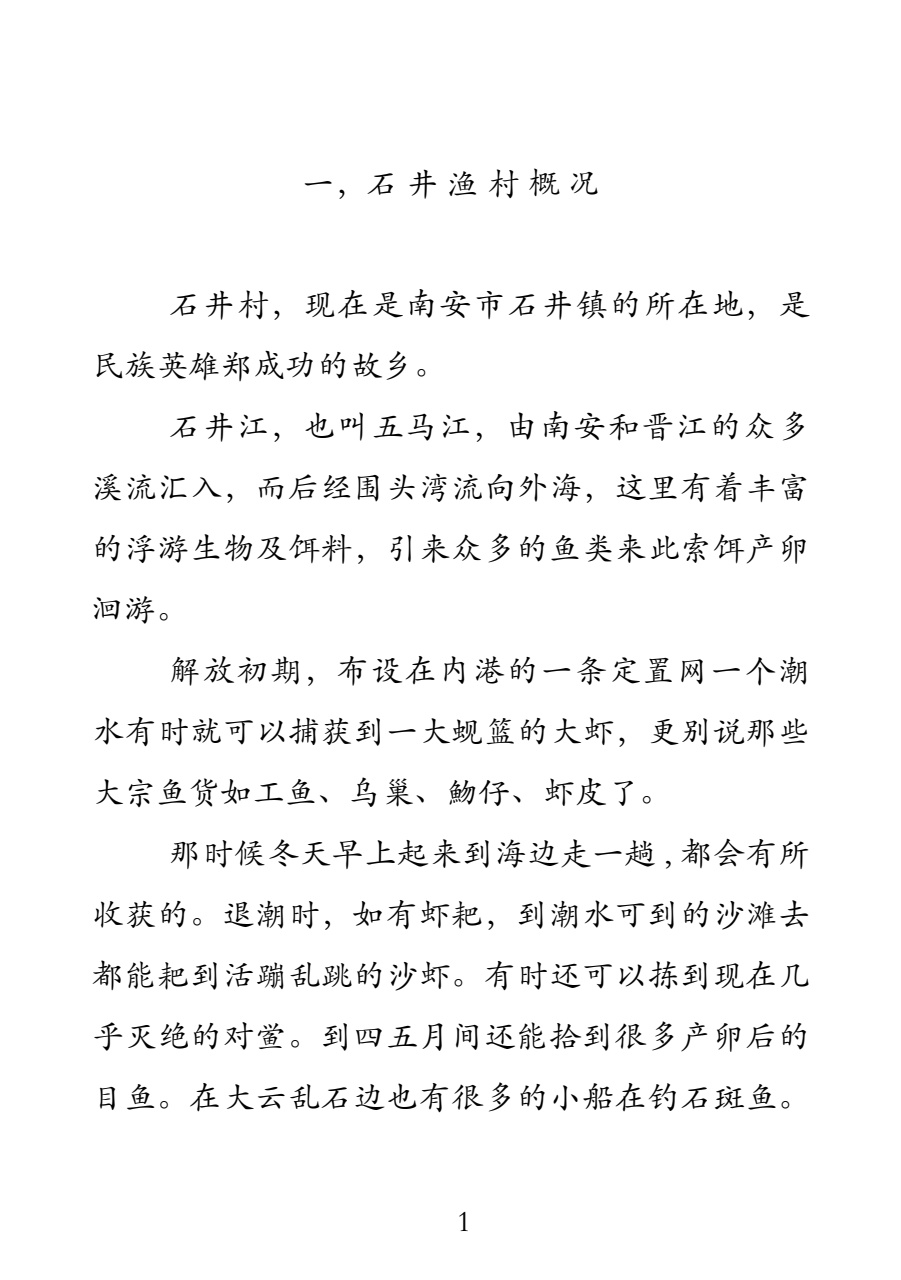 一，石井渔村概况
石井村，现在是南安市石井镇的所在地，是
民族英雄郑成功的故乡。
石井江，也叫五马江，由南安和晋江的众多
溪流汇入，而后经围头湾流向外海，这里有着丰富
的浮游生物及饵料，引来众多的鱼类来此索饵产卵
洄游。
解放初期，布设在内港的一条定置网一个潮
水有时就可以捕获到一大蚬篮的大虾，更别说那些
大宗鱼货如工鱼、乌巢、魩仔、虾皮了。
那时候冬天早上起来到海边走一趟,都会有所
收获的。退潮时，如有虾耙，到潮水可到的沙滩去
都能耙到活蹦乱跳的沙虾。有时还可以拣到现在几
乎灭绝的对鲎。到四五月间还能拾到很多产卵后的
目鱼。在大云乱石边也有很多的小船在钓石斑鱼。
1